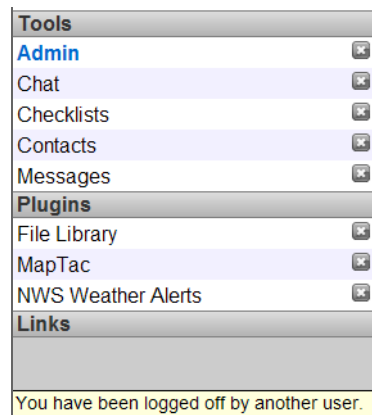 Tools
Admin
Chat
Checklists
Contacts
Messages
Plugins
File Library
MapTac
NWS Weather Alerts
Links
You have been logged off by another user.